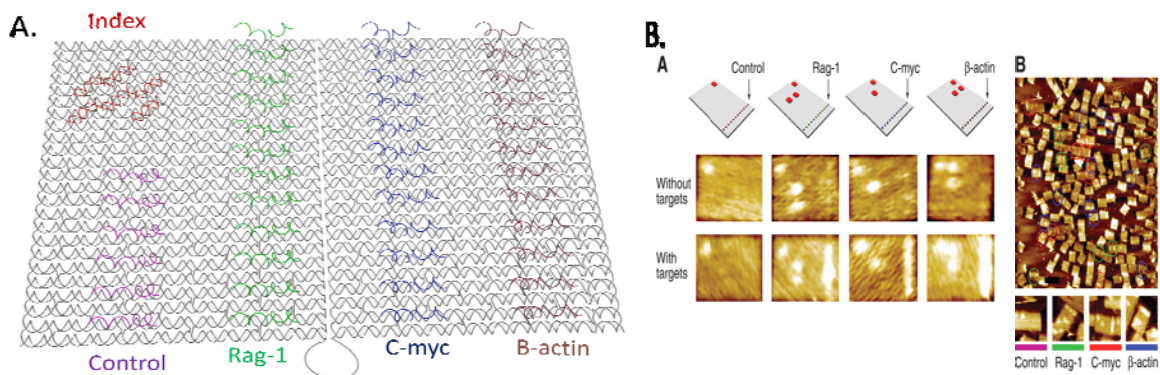 A.
Index
Control
Rag-1
C-myc
B-actin
B.
A
Control
Rag-1
C-myc
β-actin
Without
targets
With
targets
B
Control
Rag-1
C-myc
β-actin